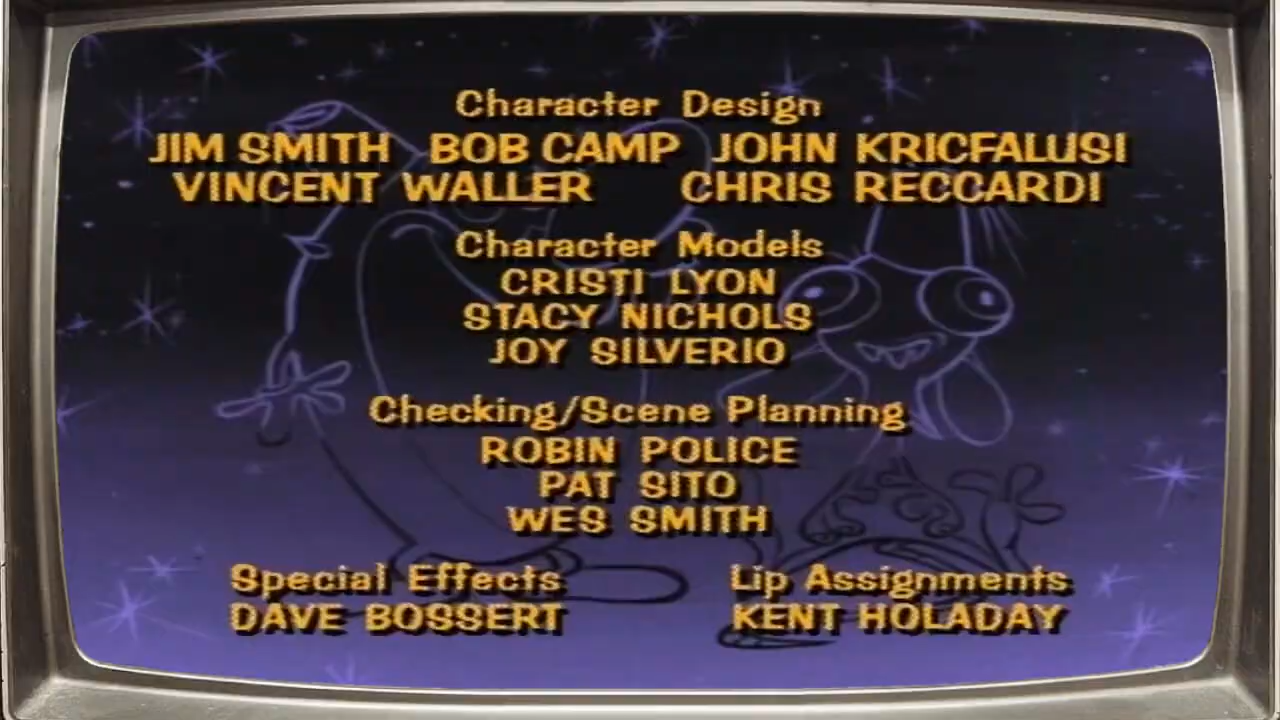 Character Design
JIM SMITH BOB CAMP JOHN KRICFALUSI
VINCENT WALLER CHRIS RECCARDI
Character Models
CRISTI LYON
STACY NICHOLS
JOY SILVERIO
Checking/Scene Planning
ROBIN POLICE
PAT SITO
WES SMITH
Special Effects Lip Assignments
DAVE BOSSERT KENT HOLADAY